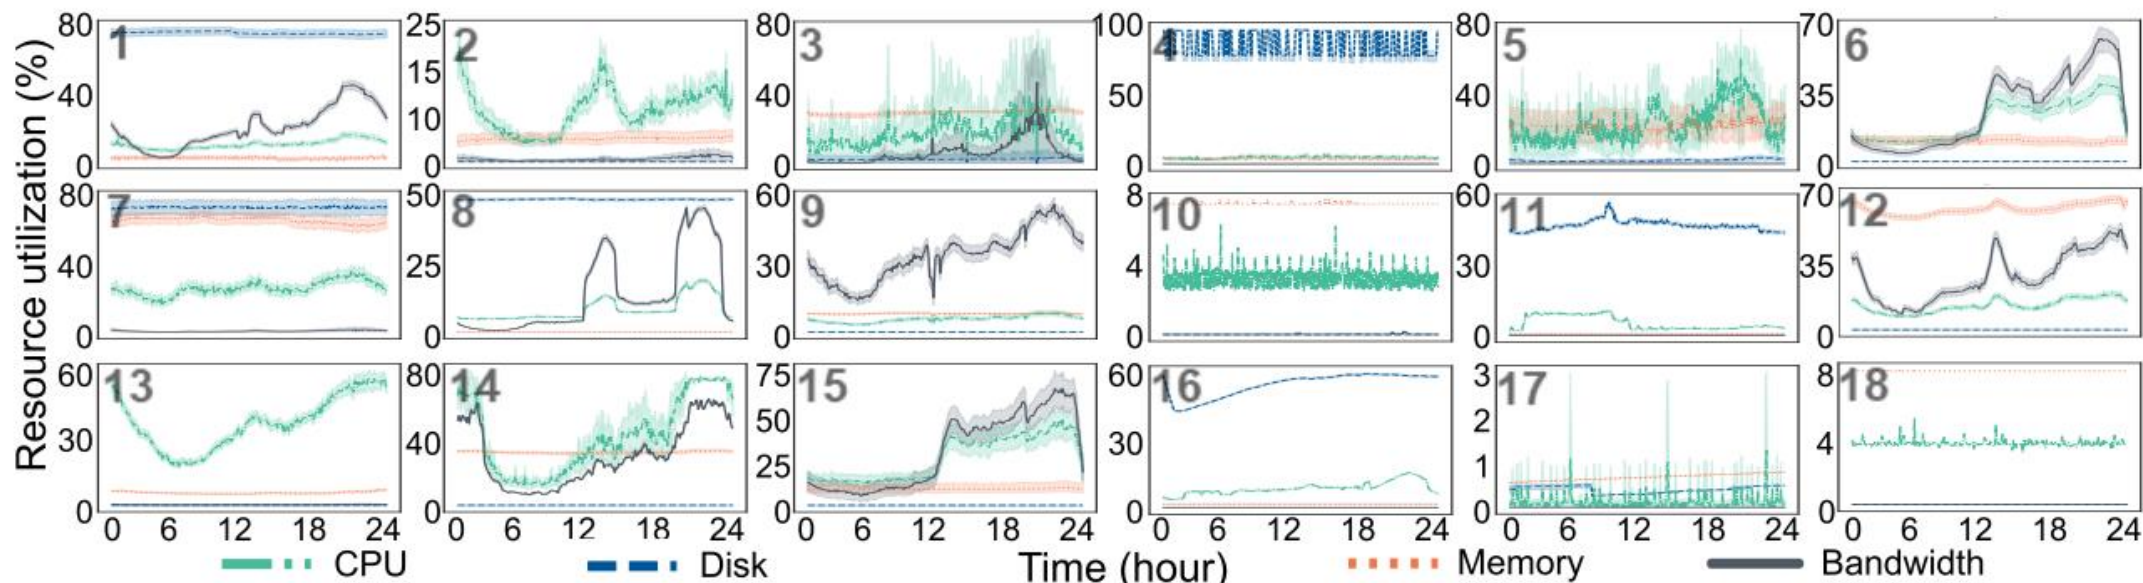 Resource utilization (%)
80 40 0 1
25 15 10 0 2
80 40 0 3
100 50 0 4
80 40 0 5
70 35 0 6
80 40 0 7
50 25 0 8
60 30 0 9
8 4 0 10
60 30 0 11
70 35 0 12
60 30 0 13
80 40 0 14
75 50 25 0 15
60 30 0 16
3 2 1 0 17
8 4 0 18
0 6 12 18 24 0 6 12 18 24 0 6 12 18 24 0 6 12 18 24 0 6 12 18 24 0 6 12 18 24
CPU Disk Time (hour) Memory Bandwidth